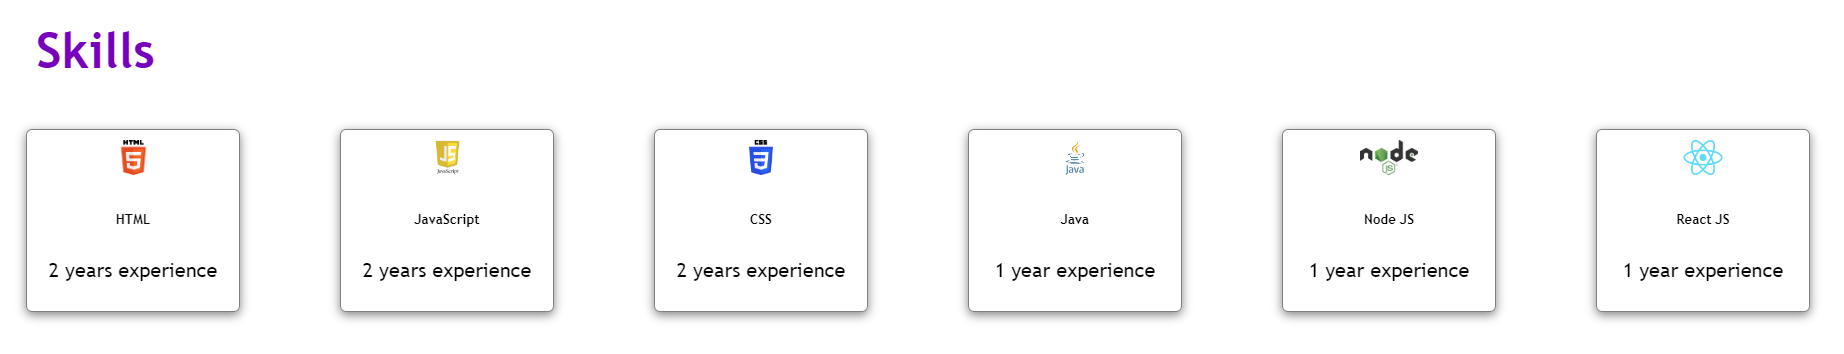 Skills
HTML
5
HTML
2 years experience
JS
JavaScript
JavaScript
2 years experience
CSS
3
CSS
2 years experience
Java
Java
1 year experience
node
JS
Node JS
1 year experience
React JS
1 year experience